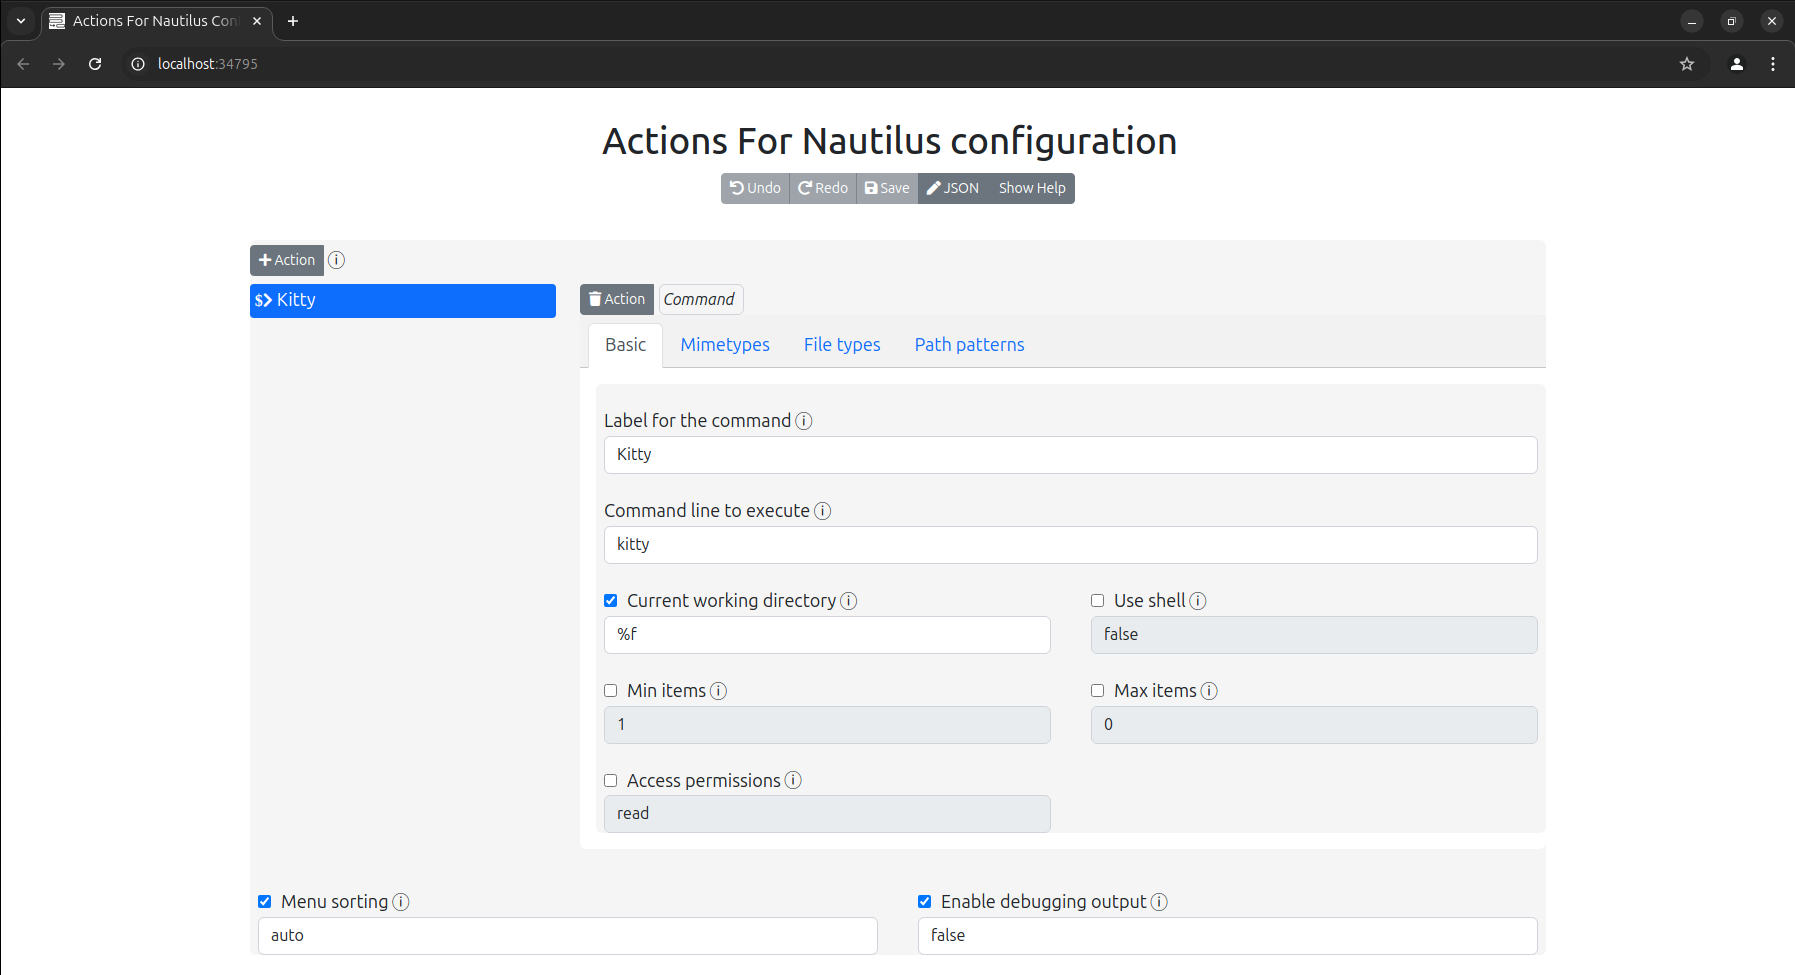 Actions For Nautilus Con
localhost:34795
Actions For Nautilus configuration
Undo Redo Save JSON Show Help
Action
$ Kitty
Action Command
Basic Mimetypes File types Path patterns
Label for the command
Kitty
Command line to execute
kitty
Current working directory Use shell
%f false
Min items Max items
1 0
Access permissions
read
Menu sorting Enable debugging output
auto false